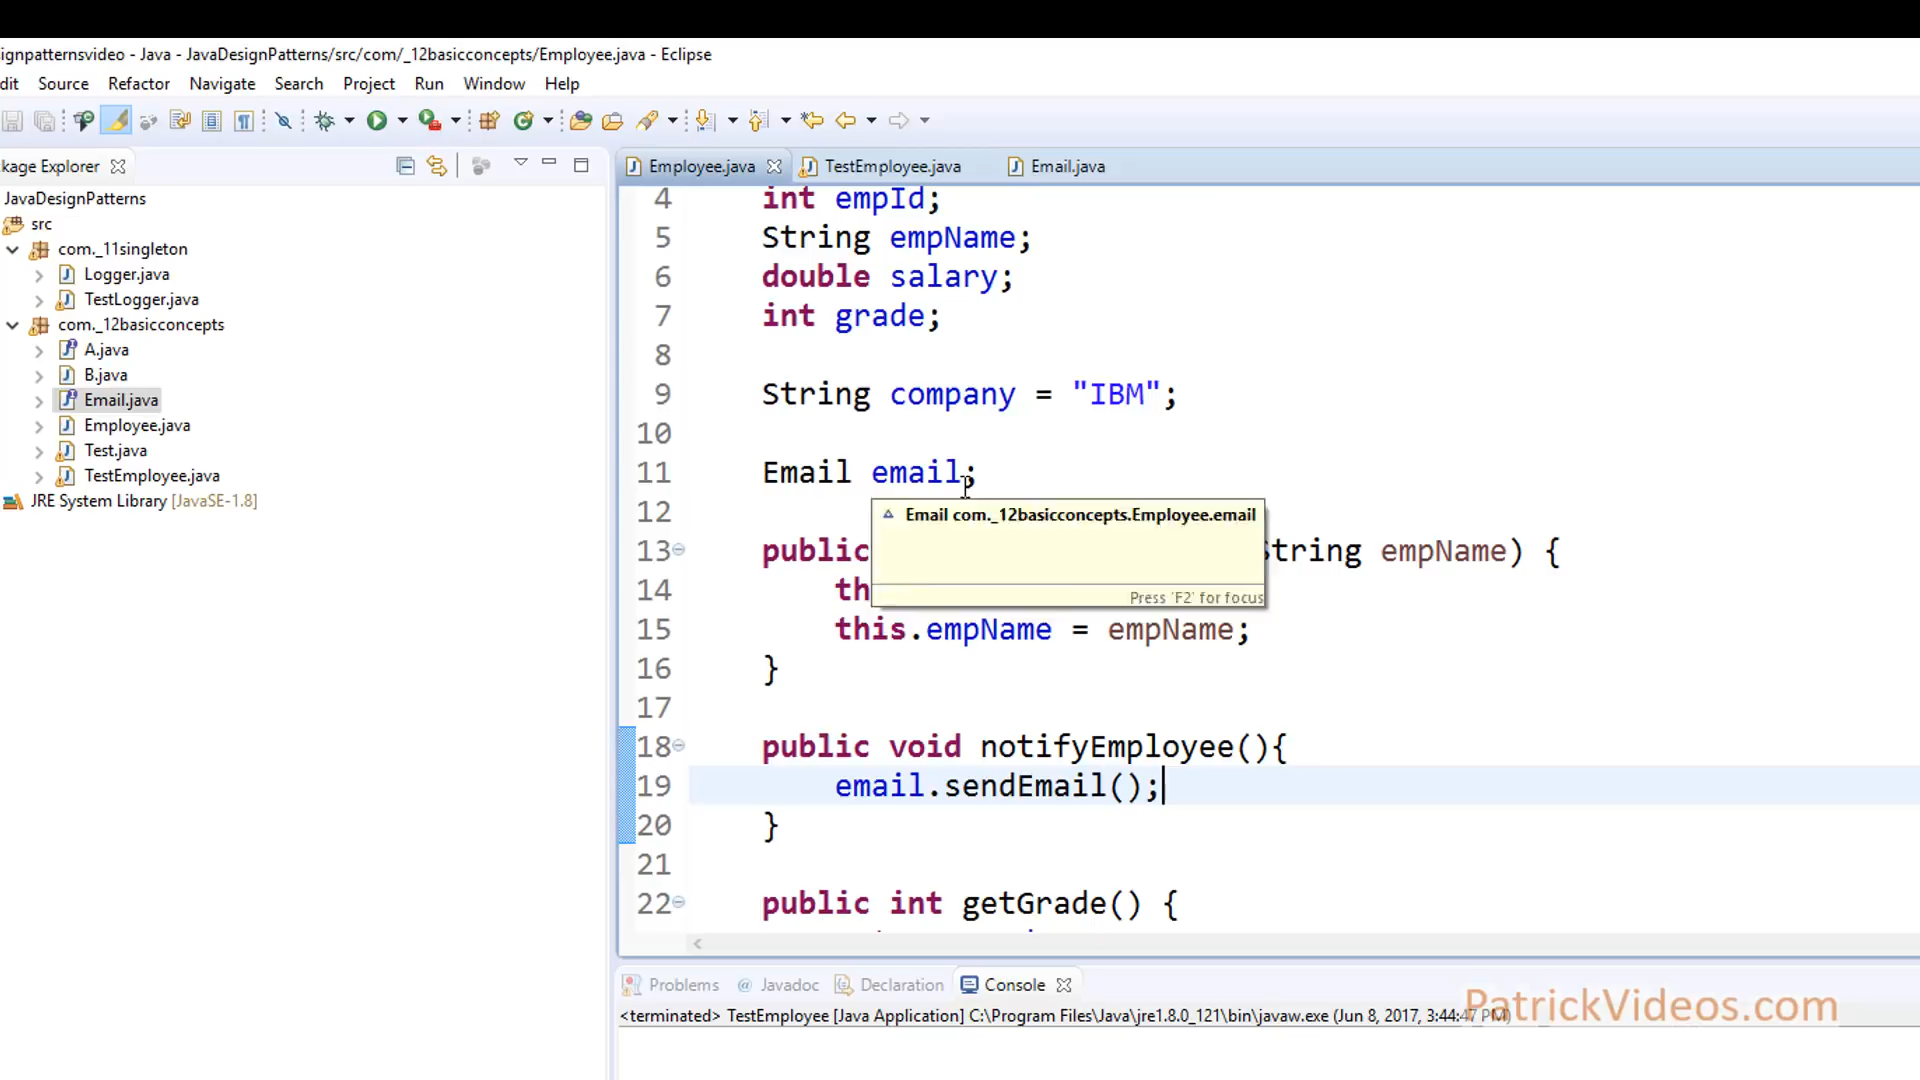 ignpatternsvideo - Java - JavaDesignPatterns/src/com/_12basicconcepts/Employee.java - Eclipse
dit Source Refactor Navigate Search Project Run Window Help
kage Explorer
Employee.java TestEmployee.java Email.java
JavaDesignPatterns
src
com._11singleton
Logger.java
TestLogger.java
com._12basicconcepts
A.java
B.java
Email.java
Employee.java
Test.java
TestEmployee.java
JRE System Library [JavaSE-1.8]
4 int empId;
5 String empName;
6 double salary;
7 int grade;
8
9 String company = "IBM";
10
11 Email email;
12
Email com._12basicconcepts.Employee.email
Press 'F2' for focus
13 public String empName) {
14 th
15 this.empName = empName;
16 }
17
18 public void notifyEmployee(){
19 email.sendEmail();
20 }
21
22 public int getGrade() {
Problems @ Javadoc Declaration Console
<terminated> TestEmployee [Java Application] C:\Program Files\Java\jre1.8.0_121\bin\javaw.exe (Jun 8, 2017, 3:44:47 PM)
PatrickVideos.com